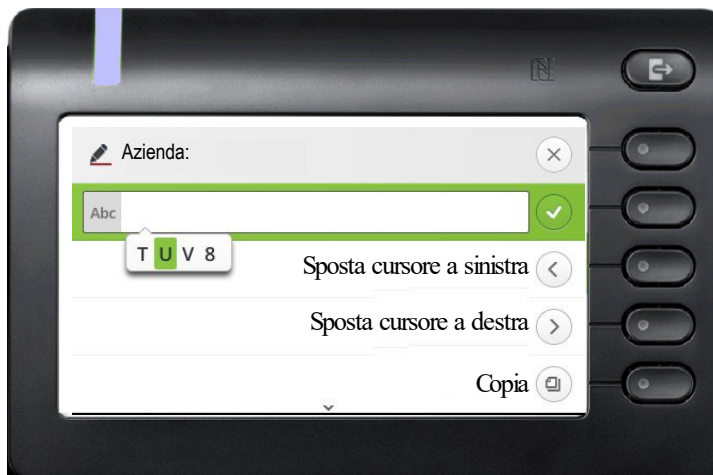 Azienda:
Abc
T U V 8
Sposta cursore a sinistra
Sposta cursore a destra
Copia